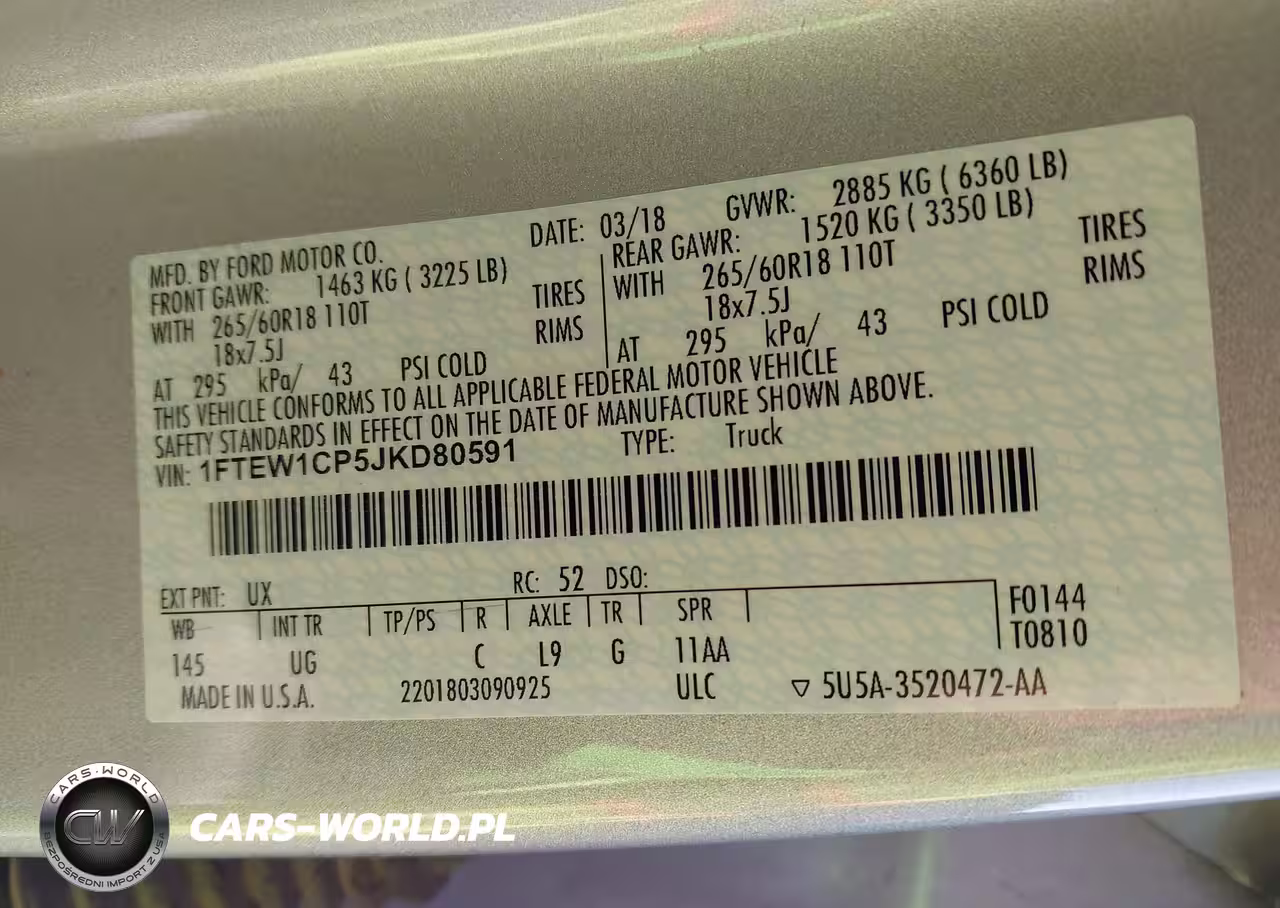 MFD. BY FORD MOTOR CO.
DATE: 03/18
GVWR: 2885 KG ( 6360 LB)
FRONT GAWR: 1463 KG ( 3225 LB)
WITH 265/60R18 110T TIRES
18x7.5J RIMS
AT 295 kPa/ 43 PSI COLD
REAR GAWR: 1520 KG ( 3350 LB)
WITH 265/60R18 110T TIRES
18x7.5J RIMS
AT 295 kPa/ 43 PSI COLD
THIS VEHICLE CONFORMS TO ALL APPLICABLE FEDERAL MOTOR VEHICLE
SAFETY STANDARDS IN EFFECT ON THE DATE OF MANUFACTURE SHOWN ABOVE.
VIN: 1FTEW1CP5JKD80591 TYPE: Truck
EXT PNT: UX RC: 52 DSO:
WB INT TR TP/PS R AXLE TR SPR
145 UG C L9 G 11AA
F0144
T0810
MADE IN U.S.A. 2201803090925 ULC ▽ 5U5A-3520472-AA
CARS-WORLD
CW
BEZPOŚREDNI IMPORT Z USA
CARS-WORLD.PL